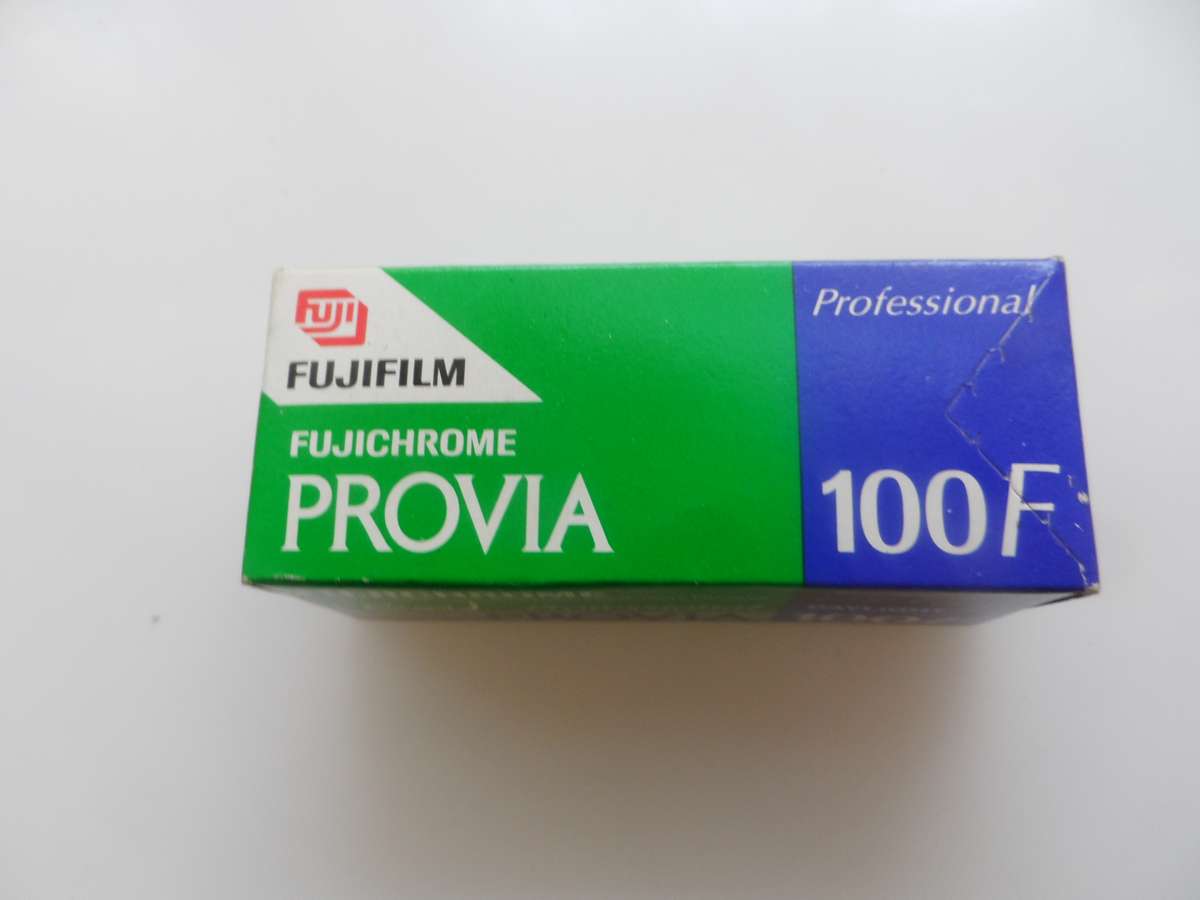 FUJI
FUJIFILM
Professional
FUJICHROME
PROVIA
100F